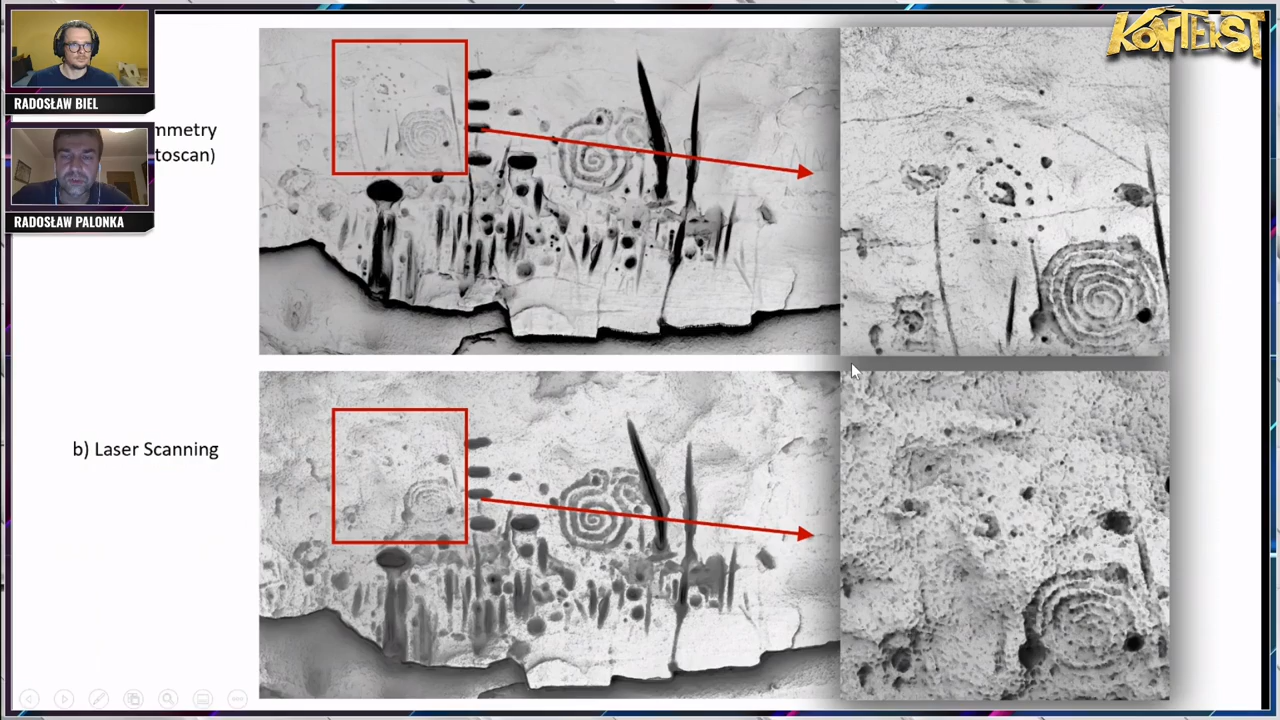 KONTEKST
RADOSŁAW BIEL
mmetry
toscan)
RADOSŁAW PALONKA
b) Laser Scanning